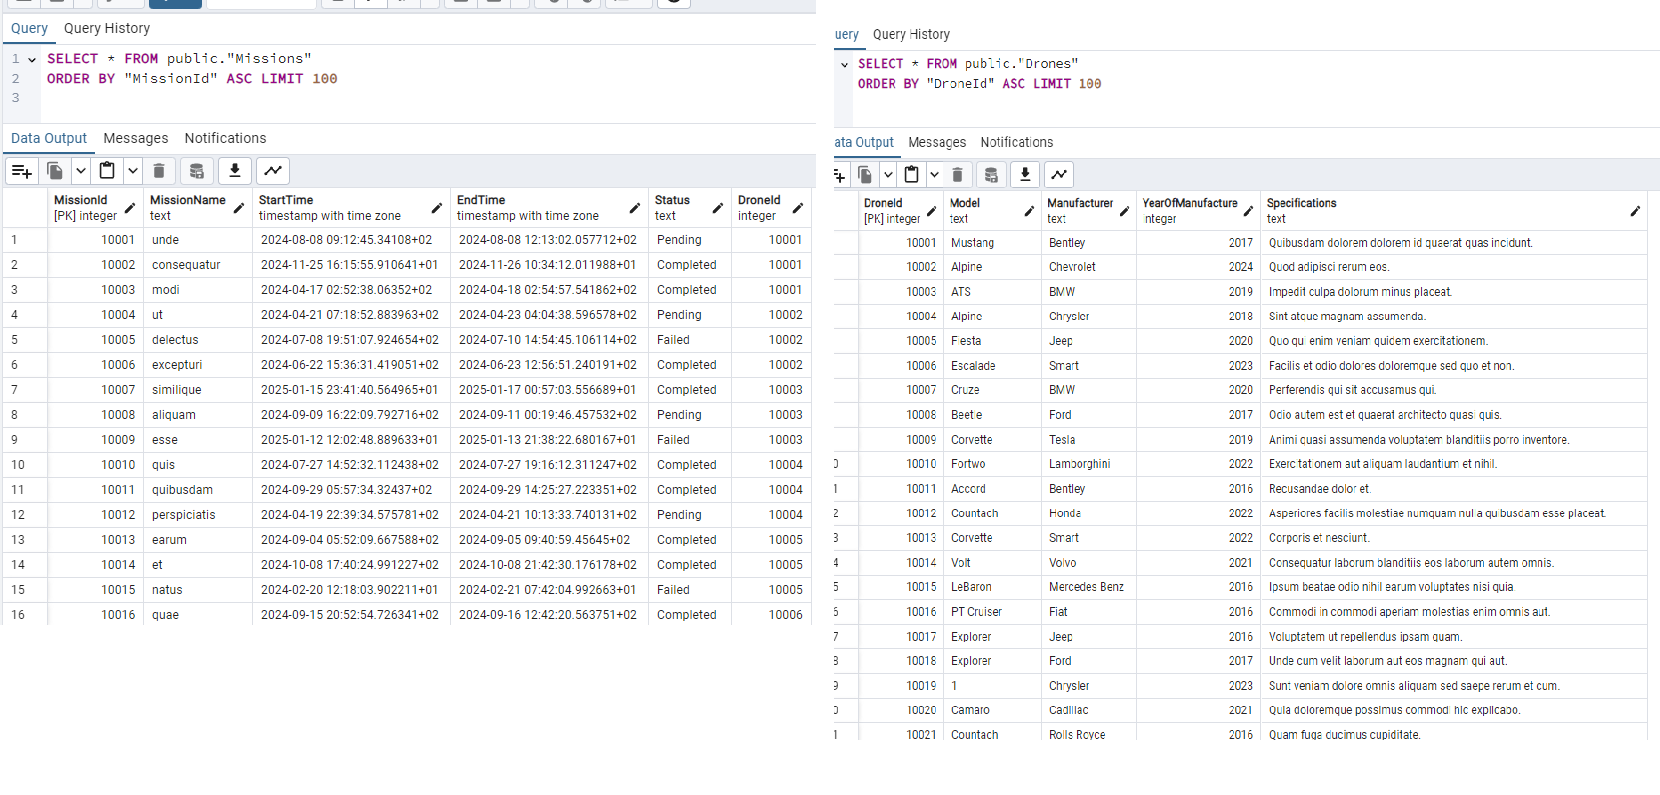 Query Query History
1 SELECT * FROM public."Missions"
2 ORDER BY "MissionId" ASC LIMIT 100
3
Data Output Messages Notifications
MissionId MissionName StartTime EndTime Status DroneId
[PK] integer text timestamp with time zone timestamp with time zone text integer
1 10001 unde 2024-08-08 09:12:45.34108+02 2024-08-08 12:13:02.057712+02 Pending 10001
2 10002 consequatur 2024-11-25 16:15:55.910641+01 2024-11-26 10:34:12.011988+01 Completed 10001
3 10003 modi 2024-04-17 02:52:38.06352+02 2024-04-18 02:54:57.541862+02 Completed 10001
4 10004 ut 2024-04-21 07:18:52.883963+02 2024-04-23 04:04:38.596578+02 Pending 10002
5 10005 delectus 2024-07-08 19:51:07.924654+02 2024-07-10 14:54:45.106114+02 Failed 10002
6 10006 excepturi 2024-06-22 15:36:31.419051+02 2024-06-23 12:56:51.240191+02 Completed 10002
7 10007 similique 2025-01-15 23:41:40.564965+01 2025-01-17 00:57:03.556689+01 Completed 10003
8 10008 aliquam 2024-09-09 16:22:09.792716+02 2024-09-11 00:19:46.457532+02 Pending 10003
9 10009 esse 2025-01-12 12:02:48.889633+01 2025-01-13 21:38:22.680167+01 Failed 10003
10 10010 quis 2024-07-27 14:52:32.112438+02 2024-07-27 19:16:12.311247+02 Completed 10004
11 10011 quibusdam 2024-09-29 05:57:34.32437+02 2024-09-29 14:25:27.223351+02 Completed 10004
12 10012 perspiciatis 2024-04-19 22:39:34.575781+02 2024-04-21 10:13:33.740131+02 Pending 10004
13 10013 earum 2024-09-04 05:52:09.667588+02 2024-09-05 09:40:59.45645+02 Completed 10005
14 10014 et 2024-10-08 17:40:24.991227+02 2024-10-08 21:42:30.176178+02 Completed 10005
15 10015 natus 2024-02-20 12:18:03.902211+01 2024-02-21 07:42:04.992663+01 Failed 10005
16 10016 quae 2024-09-15 20:52:54.726341+02 2024-09-16 12:42:20.563751+02 Completed 10006
uery Query History
SELECT * FROM public."Drones"
ORDER BY "DroneId" ASC LIMIT 100
ata Output Messages Notifications
DroneId Model Manufacturer YearOfManufacture Specifications
[PK] integer text text integer text
10001 Mustang Bentley 2017 Quibusdam dolorem dolorem id quaerat quas incidunt.
10002 Alpine Chevrolet 2024 Quod adipisci rerum eos.
10003 ATS BMW 2019 Impedit culpa dolorum minus placeat.
10004 Alpine Chrysler 2018 Sint atque magnam assumenda.
10005 Fiesta Jeep 2020 Quo qui enim veniam quidem exercitationem.
10006 Escalade Smart 2023 Facilis et odio dolores doloremque sed quo et non.
10007 Cruze BMW 2020 Perferendis qui sit accusamus qui.
10008 Beetle Ford 2017 Odio autem est et quaerat architecto quasi quis.
10009 Corvette Tesla 2019 Animi quasi assumenda voluptatem blanditiis porro inventore.
0 10010 Fortwo Lamborghini 2022 Exercitationem aut aliquam laudantium et nihil.
1 10011 Accord Bentley 2016 Recusandae dolor et.
2 10012 Countach Honda 2022 Asperiores facilis molestiae numquam nulla quibusdam esse placeat.
3 10013 Corvette Smart 2022 Corporis et nesciunt.
4 10014 Volt Volvo 2021 Consequatur laborum blanditiis eos laborum autem omnis.
5 10015 LeBaron Mercedes Benz 2016 Ipsum beatae odio nihil earum voluptates nisi quia.
6 10016 PT Cruiser Fiat 2016 Commodi in commodi aperiam molestias enim omnis aut.
7 10017 Explorer Jeep 2016 Voluptatem ut repellendus ipsam quam.
8 10018 Explorer Ford 2017 Unde cum velit laborum aut eos magnam qui aut.
9 10019 1 Chrysler 2023 Sunt veniam dolore omnis aliquam sed saepe rerum et cum.
0 10020 Camaro Cadillac 2021 Quia doloremque possimus commodi hic explicabo.
1 10021 Countach Rolls Royce 2016 Quam fuga ducimus cupiditate.